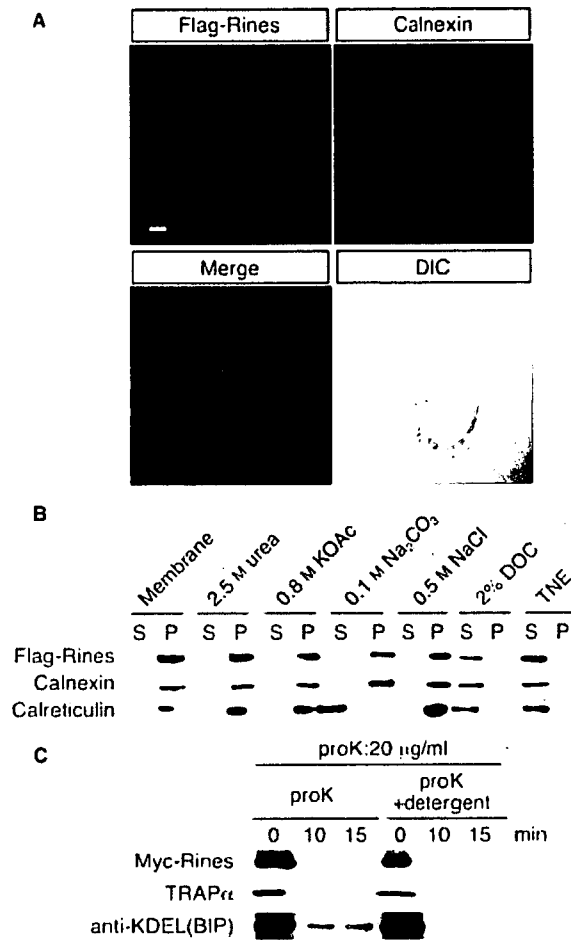 A
Flag-Rines Calnexin
Merge DIC
B
Membrane 2.5 M urea 0.8 M KOAc 0.1 M Na₂CO₃ 0.5 M NaCl 2% DOC TNE
S P S P S P S P S P S P S P
Flag-Rines
Calnexin
Calreticulin
C
proK:20 µg/ml
proK proK
+detergent
0 10 15 0 10 15 min
Myc-Rines
TRAPα
anti-KDEL(BIP)